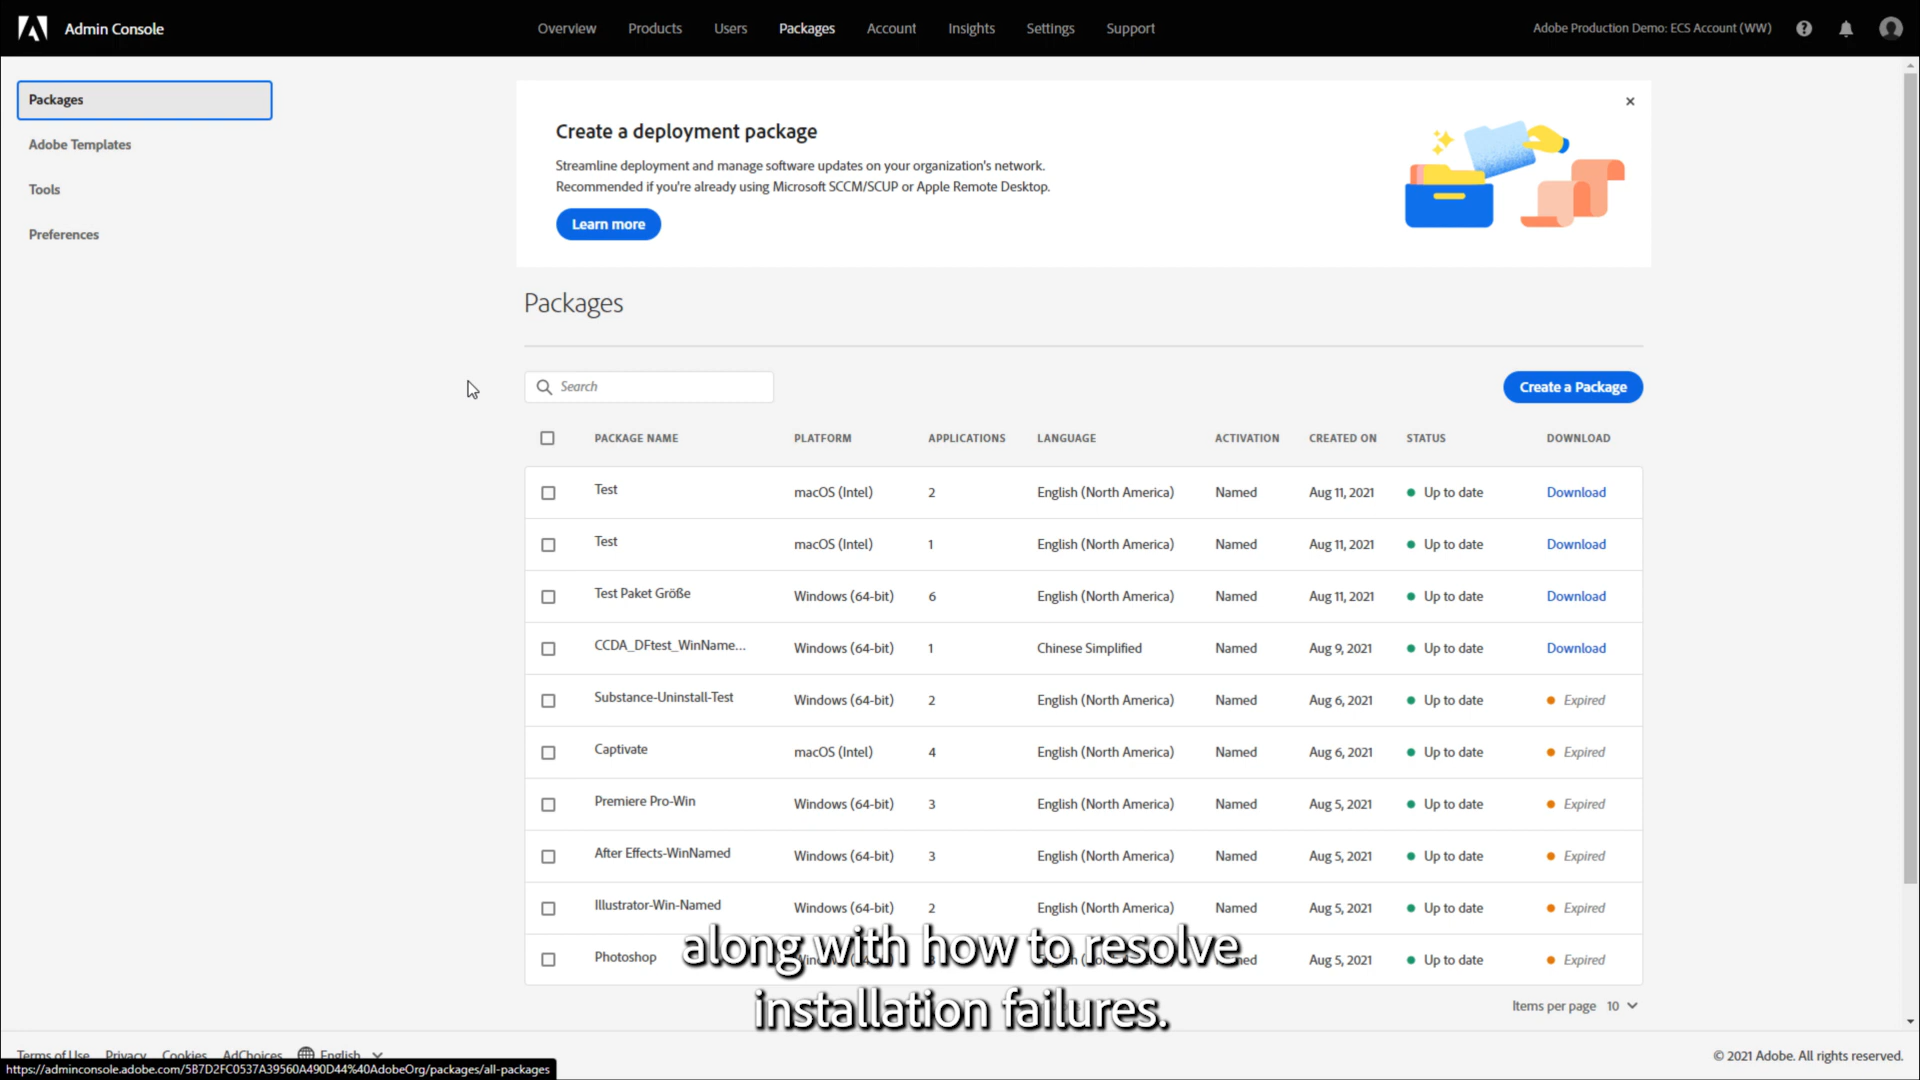 Admin Console
Overview Products Users Packages Account Insights Settings Support
Adobe Production Demo: ECS Account (WW)
Packages
Adobe Templates
Tools
Preferences
Create a deployment package
Streamline deployment and manage software updates on your organization's network.
Recommended if you're already using Microsoft SCCM/SCUP or Apple Remote Desktop.
Learn more
Packages
Search
Create a Package
PACKAGE NAME PLATFORM APPLICATIONS LANGUAGE ACTIVATION CREATED ON STATUS DOWNLOAD
Test macOS (Intel) 2 English (North America) Named Aug 11, 2021 Up to date Download
Test macOS (Intel) 1 English (North America) Named Aug 11, 2021 Up to date Download
Test Paket Größe Windows (64-bit) 6 English (North America) Named Aug 11, 2021 Up to date Download
CCDA_DFtest_WinName... Windows (64-bit) 1 Chinese Simplified Named Aug 9, 2021 Up to date Download
Substance-Uninstall-Test Windows (64-bit) 2 English (North America) Named Aug 6, 2021 Up to date Expired
Captivate macOS (Intel) 4 English (North America) Named Aug 6, 2021 Up to date Expired
Premiere Pro-Win Windows (64-bit) 3 English (North America) Named Aug 5, 2021 Up to date Expired
After Effects-WinNamed Windows (64-bit) 3 English (North America) Named Aug 5, 2021 Up to date Expired
Illustrator-Win-Named Windows (64-bit) 2 English (North America) Named Aug 5, 2021 Up to date Expired
Photoshop Aug 5, 2021 Up to date Expired
along with how to resolve
installation failures.
Items per page 10
Terms of Use Privacy Cookies AdChoices English
© 2021 Adobe. All rights reserved.
https://adminconsole.adobe.com/5B7D2FC0537A39560A490D44%40AdobeOrg/packages/all-packages